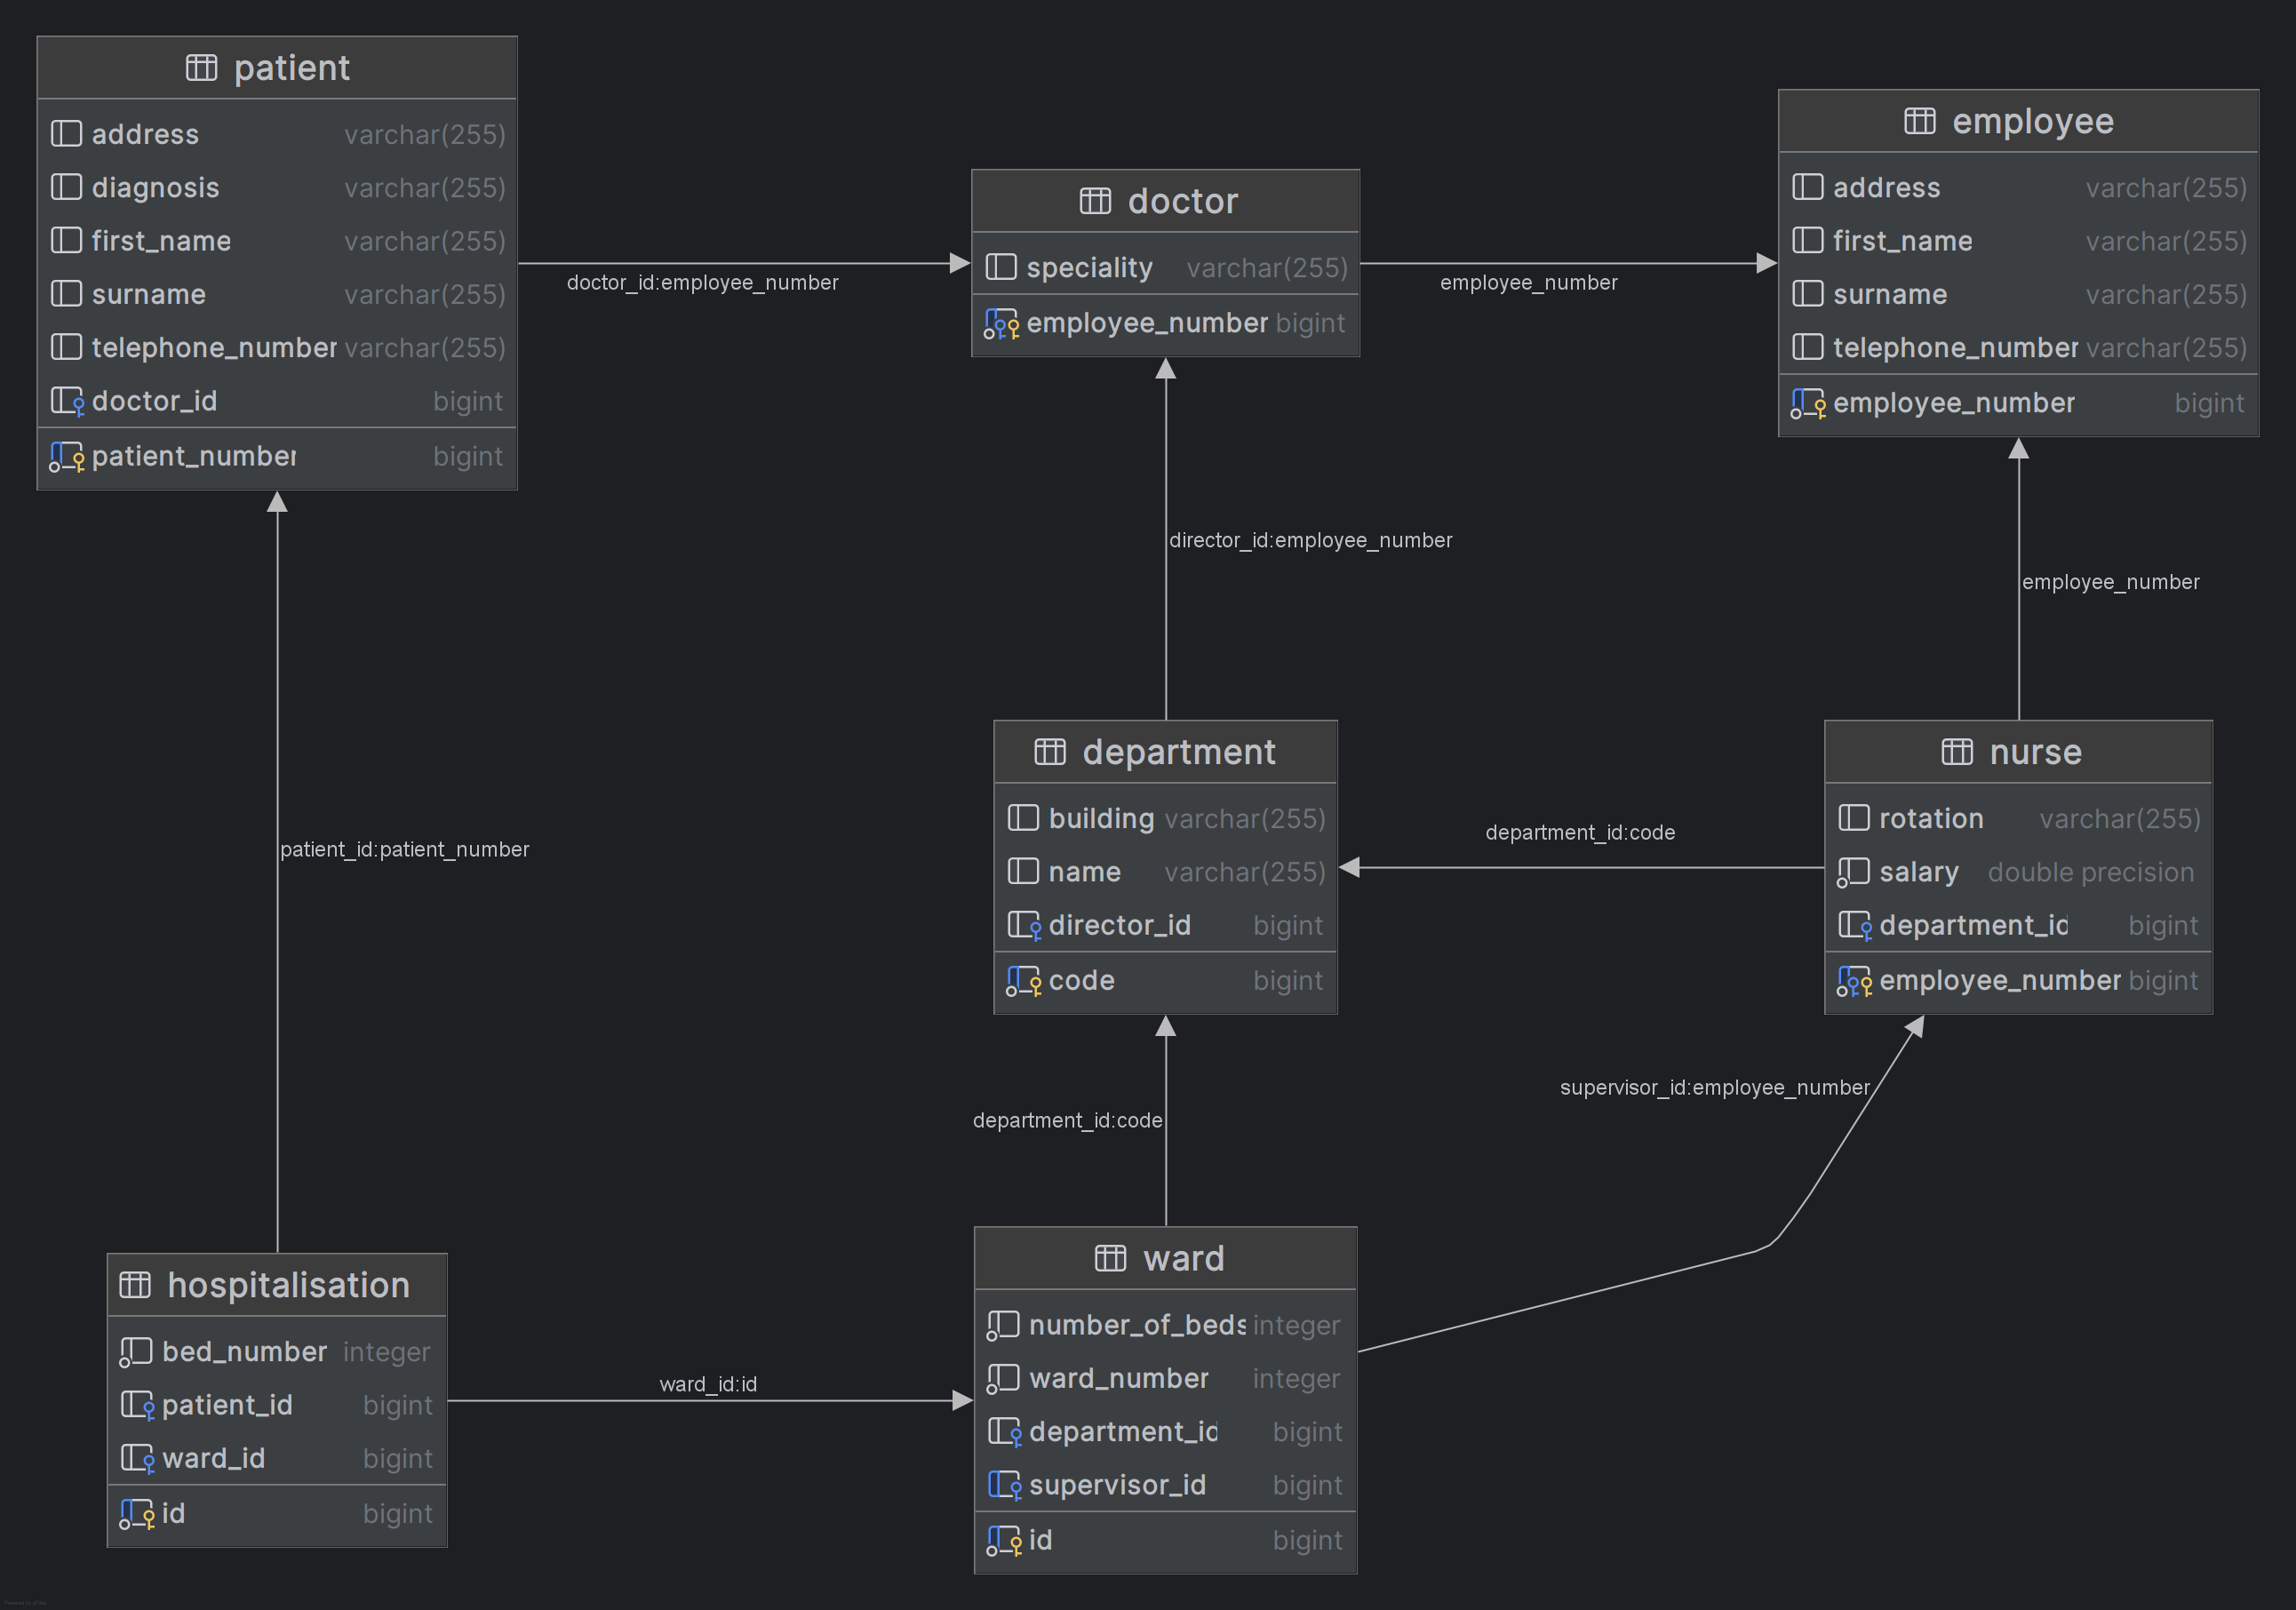 patient
address varchar(255)
diagnosis varchar(255)
first_name varchar(255)
surname varchar(255)
telephone_number varchar(255)
doctor_id bigint
patient_number bigint
doctor_id:employee_number
doctor
speciality varchar(255)
employee_number bigint
employee_number
employee
address varchar(255)
first_name varchar(255)
surname varchar(255)
telephone_number varchar(255)
employee_number bigint
director_id:employee_number
employee_number
patient_id:patient_number
department
building varchar(255)
name varchar(255)
director_id bigint
code bigint
department_id:code
nurse
rotation varchar(255)
salary double precision
department_id bigint
employee_number bigint
department_id:code
supervisor_id:employee_number
hospitalisation
bed_number integer
patient_id bigint
ward_id bigint
id bigint
ward_id:id
ward
number_of_beds integer
ward_number integer
department_id bigint
supervisor_id bigint
id bigint